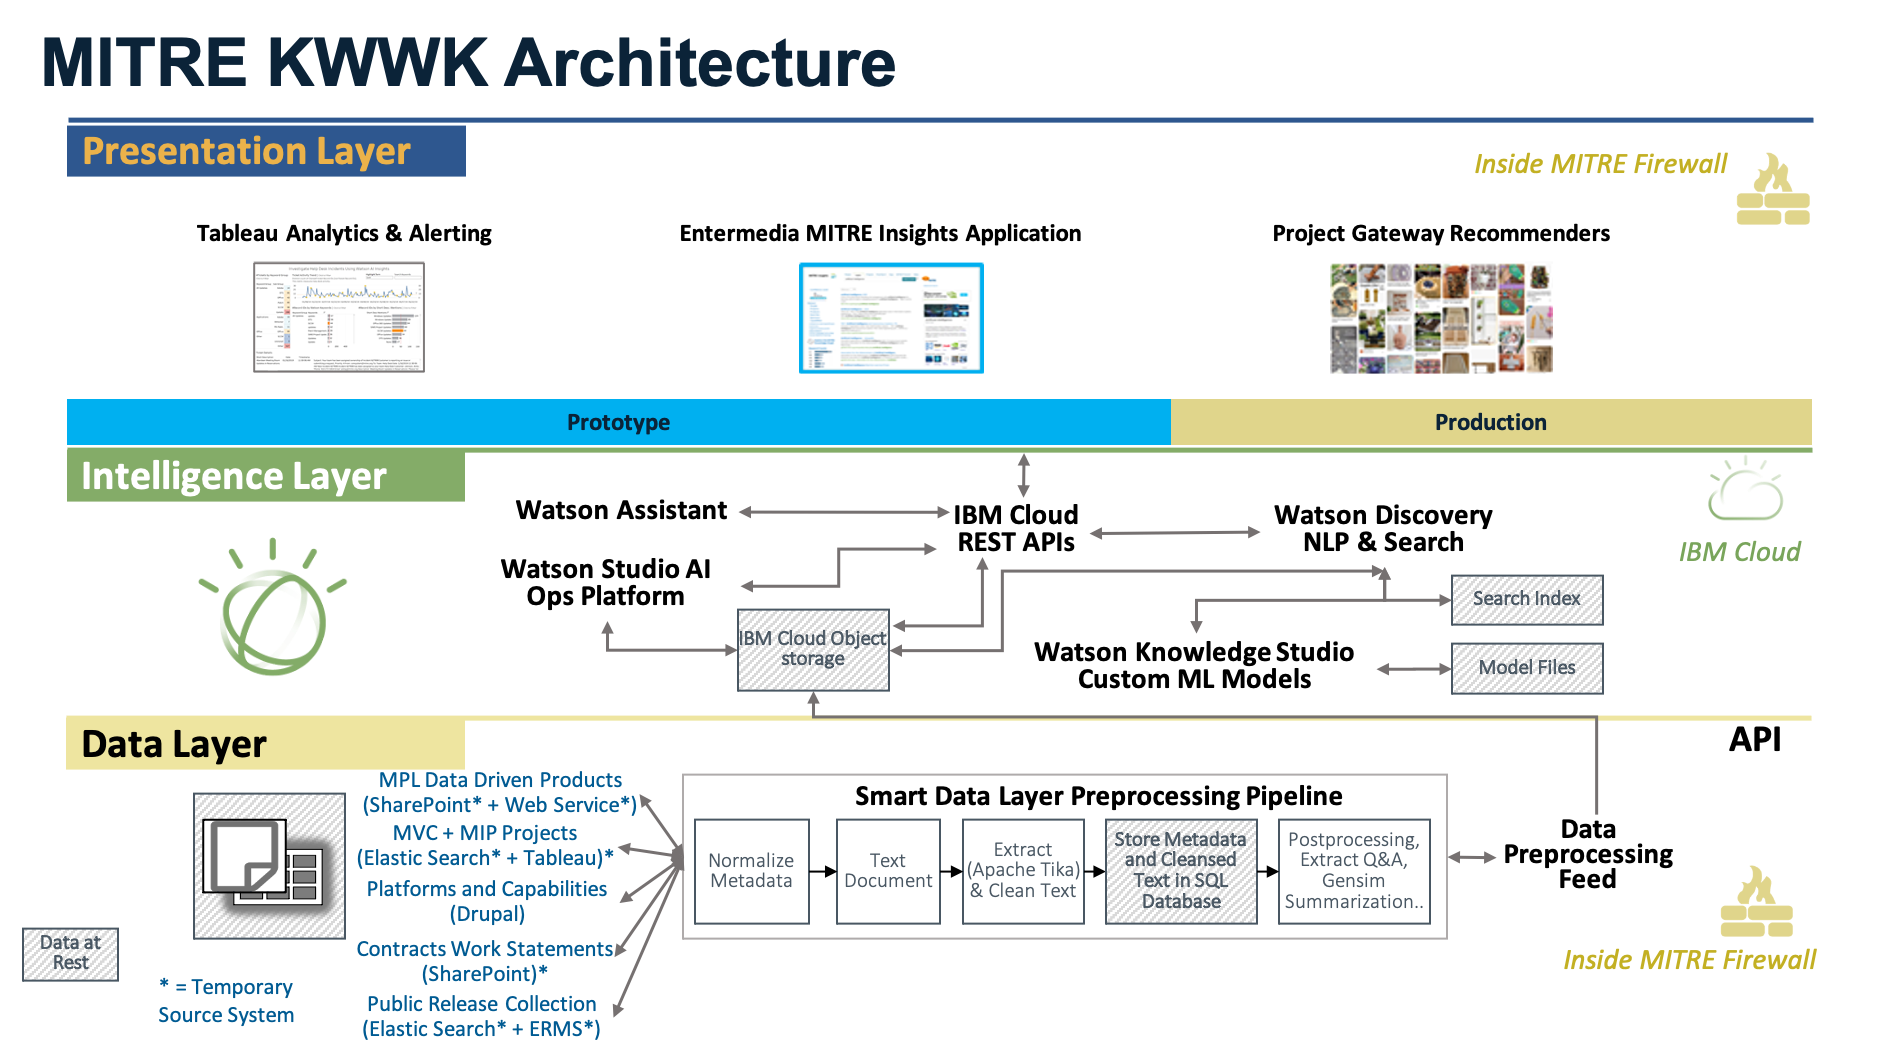 MITRE KWWK Architecture
Presentation Layer
Inside MITRE Firewall
Tableau Analytics & Alerting
Entermedia MITRE Insights Application
Project Gateway Recommenders
Prototype
Production
Intelligence Layer
Watson Assistant
IBM Cloud
REST APIs
Watson Discovery
NLP & Search
IBM Cloud
Watson Studio AI
Ops Platform
Search Index
IBM Cloud Object
storage
Watson Knowledge Studio
Custom ML Models
Model Files
Data Layer
API
MPL Data Driven Products
(SharePoint* + Web Service*)
MVC + MIP Projects
(Elastic Search* + Tableau)*
Platforms and Capabilities
(Drupal)
Contracts Work Statements
(SharePoint)*
Public Release Collection
(Elastic Search* + ERMS*)
Smart Data Layer Preprocessing Pipeline
Normalize
Metadata
Text
Document
Extract
(Apache Tika)
& Clean Text
Store Metadata
and Cleansed
Text in SQL
Database
Postprocessing,
Extract Q&A,
Gensim
Summarization..
Data
Preprocessing
Feed
Inside MITRE Firewall
Data at
Rest
* = Temporary
Source System